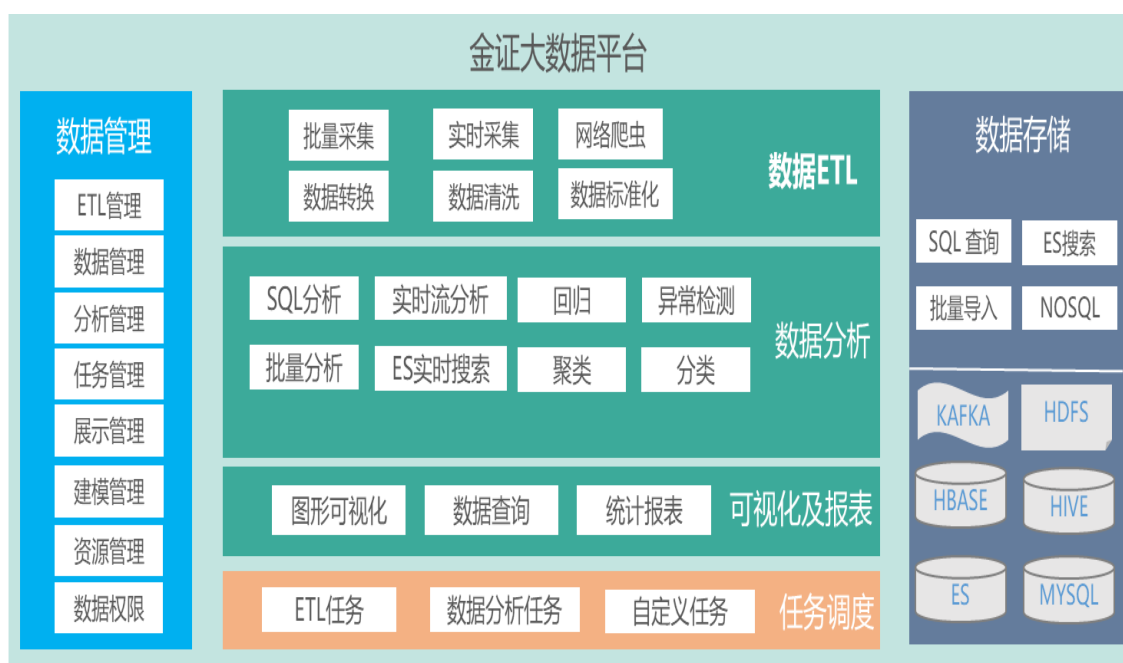 金证大数据平台
数据管理
ETL管理
数据管理
分析管理
任务管理
展示管理
建模管理
资源管理
数据权限
批量采集 实时采集 网络爬虫
数据转换 数据清洗 数据标准化
数据ETL
SQL分析 实时流分析 回归 异常检测
批量分析 ES实时搜索 聚类 分类
数据分析
图形可视化 数据查询 统计报表
可视化及报表
ETL任务 数据分析任务 自定义任务
任务调度
数据存储
SQL 查询 ES搜索
批量导入 NOSQL
KAFKA HDFS
HBASE HIVE
ES MYSQL